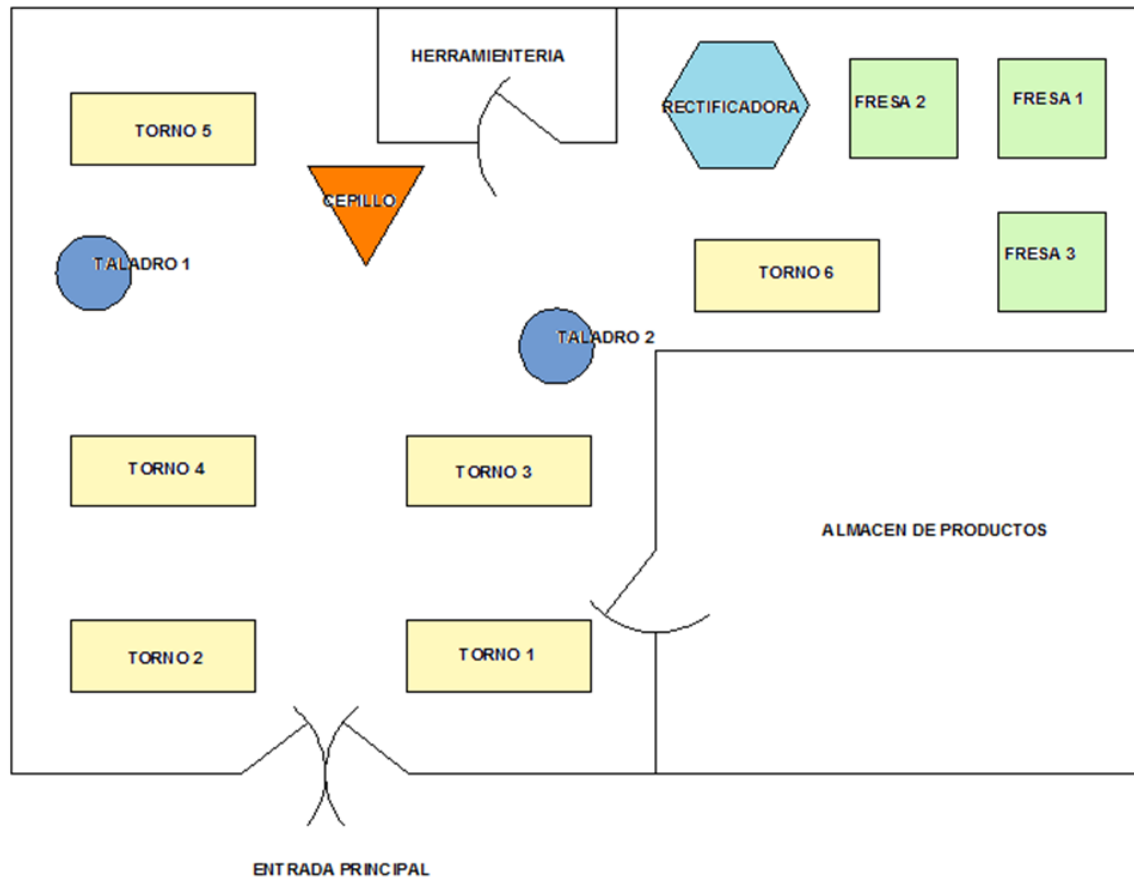 HERRAMIENTERIA
RECTIFICADORA
FRESA 2
FRESA 1
TORNO 5
CEPILLO
TALADRO 1
TORNO 6
FRESA 3
TALADRO 2
TORNO 4
TORNO 3
ALMACEN DE PRODUCTOS
TORNO 2
TORNO 1
ENTRADA PRINCIPAL